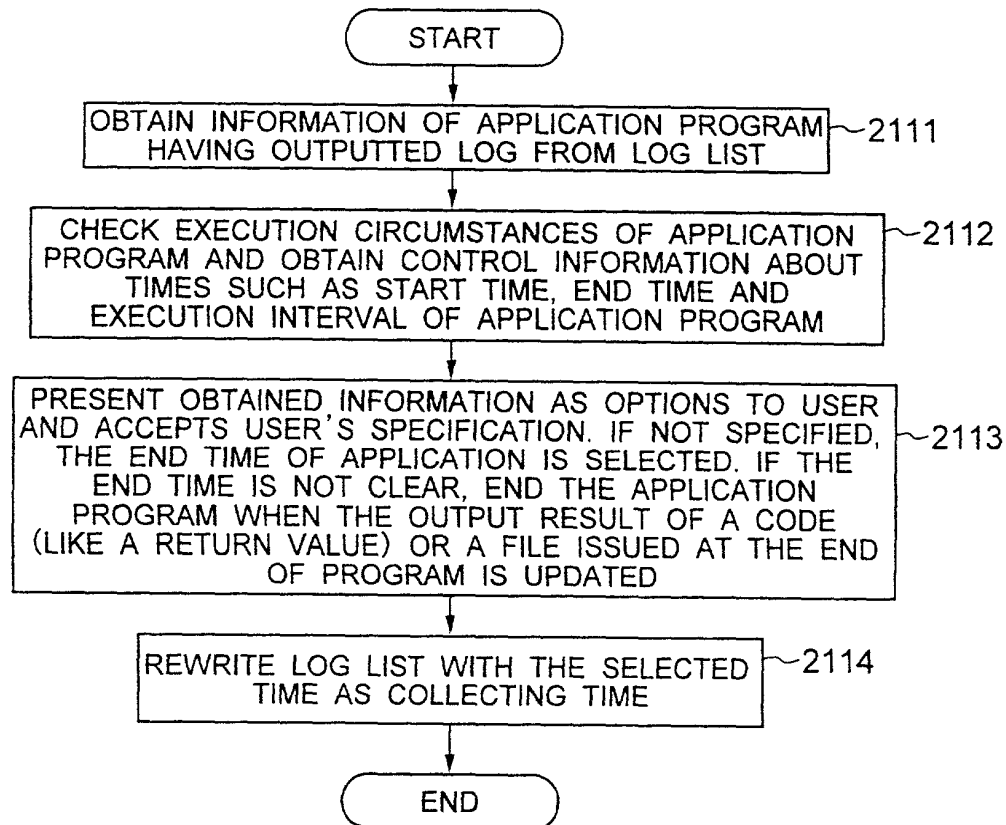 START
OBTAIN INFORMATION OF APPLICATION PROGRAM
HAVING OUTPUTTED LOG FROM LOG LIST
2111
CHECK EXECUTION CIRCUMSTANCES OF APPLICATION
PROGRAM AND OBTAIN CONTROL INFORMATION ABOUT
TIMES SUCH AS START TIME, END TIME AND
EXECUTION INTERVAL OF APPLICATION PROGRAM
2112
PRESENT OBTAINED INFORMATION AS OPTIONS TO USER
AND ACCEPTS USER'S SPECIFICATION. IF NOT SPECIFIED,
THE END TIME OF APPLICATION IS SELECTED. IF THE
END TIME IS NOT CLEAR, END THE APPLICATION
PROGRAM WHEN THE OUTPUT RESULT OF A CODE
(LIKE A RETURN VALUE) OR A FILE ISSUED AT THE END
OF PROGRAM IS UPDATED
2113
REWRITE LOG LIST WITH THE SELECTED
TIME AS COLLECTING TIME
2114
END